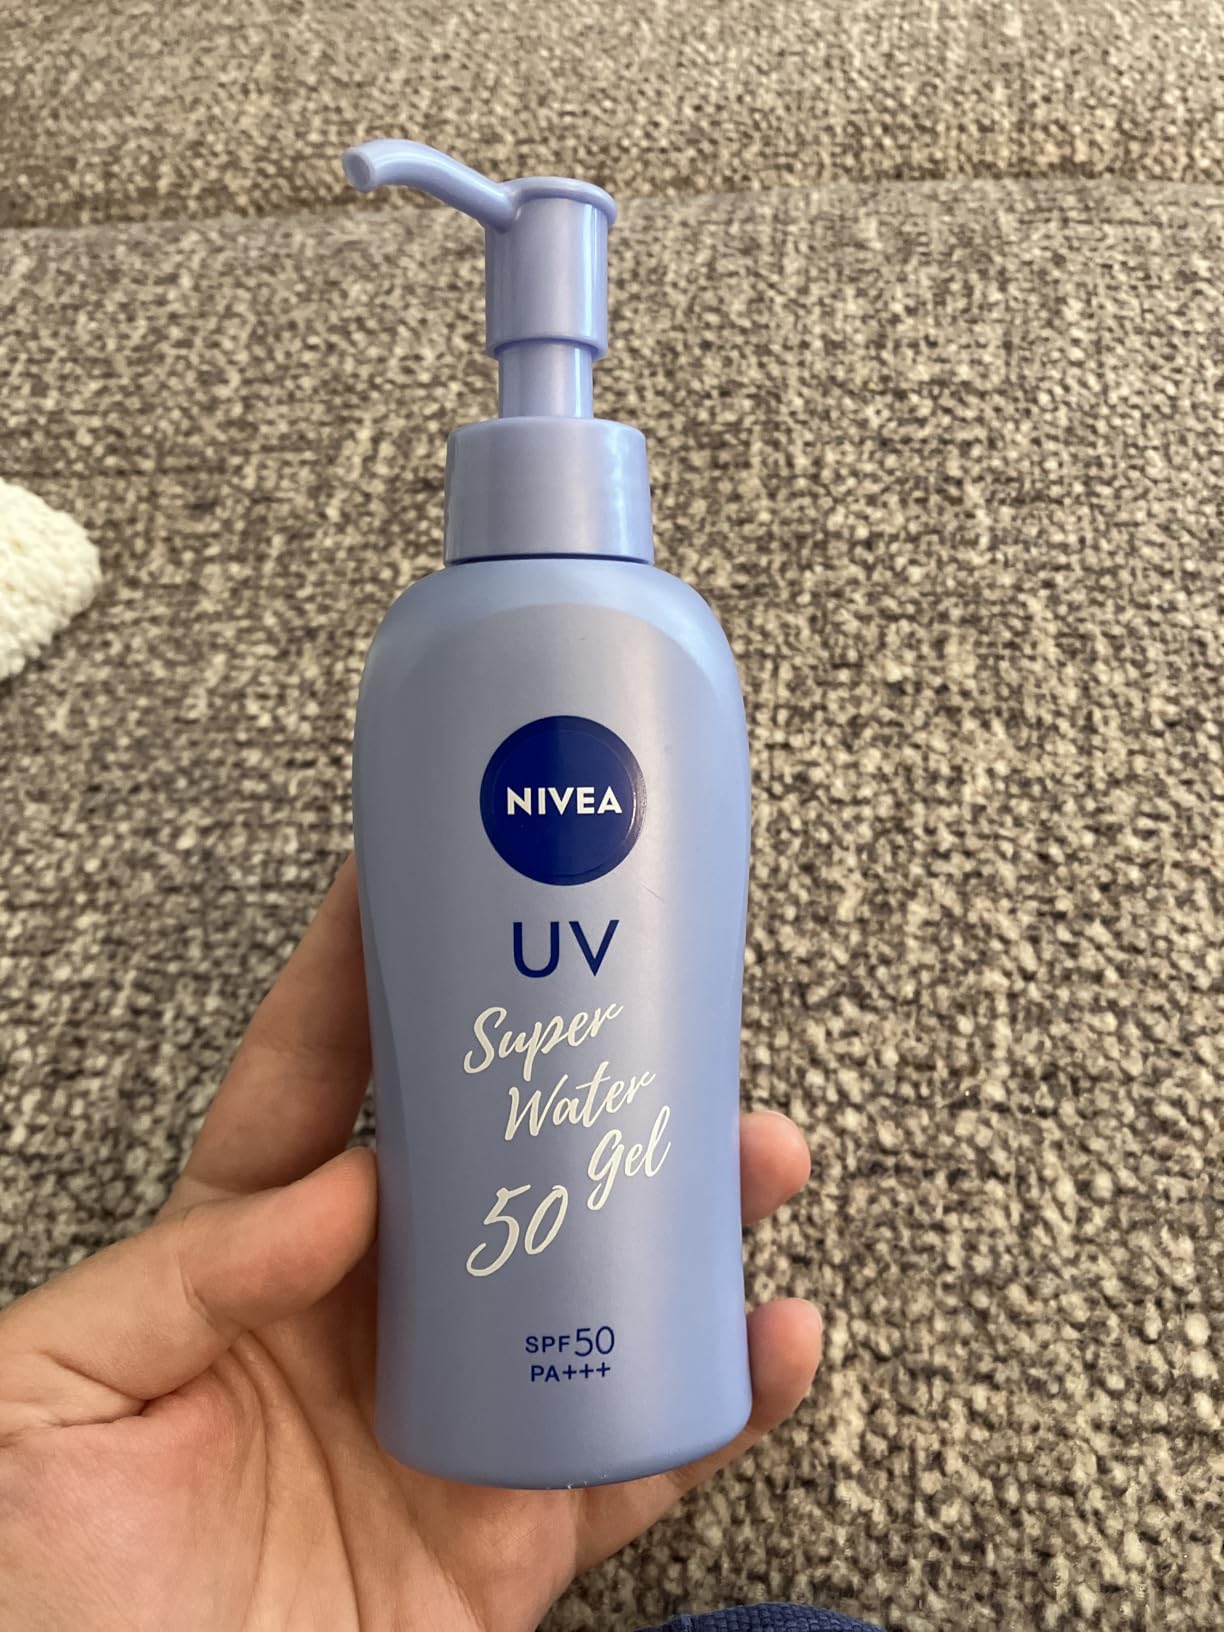 NIVEA
UV
Super
Water
Gel
50
SPF50
PA+++